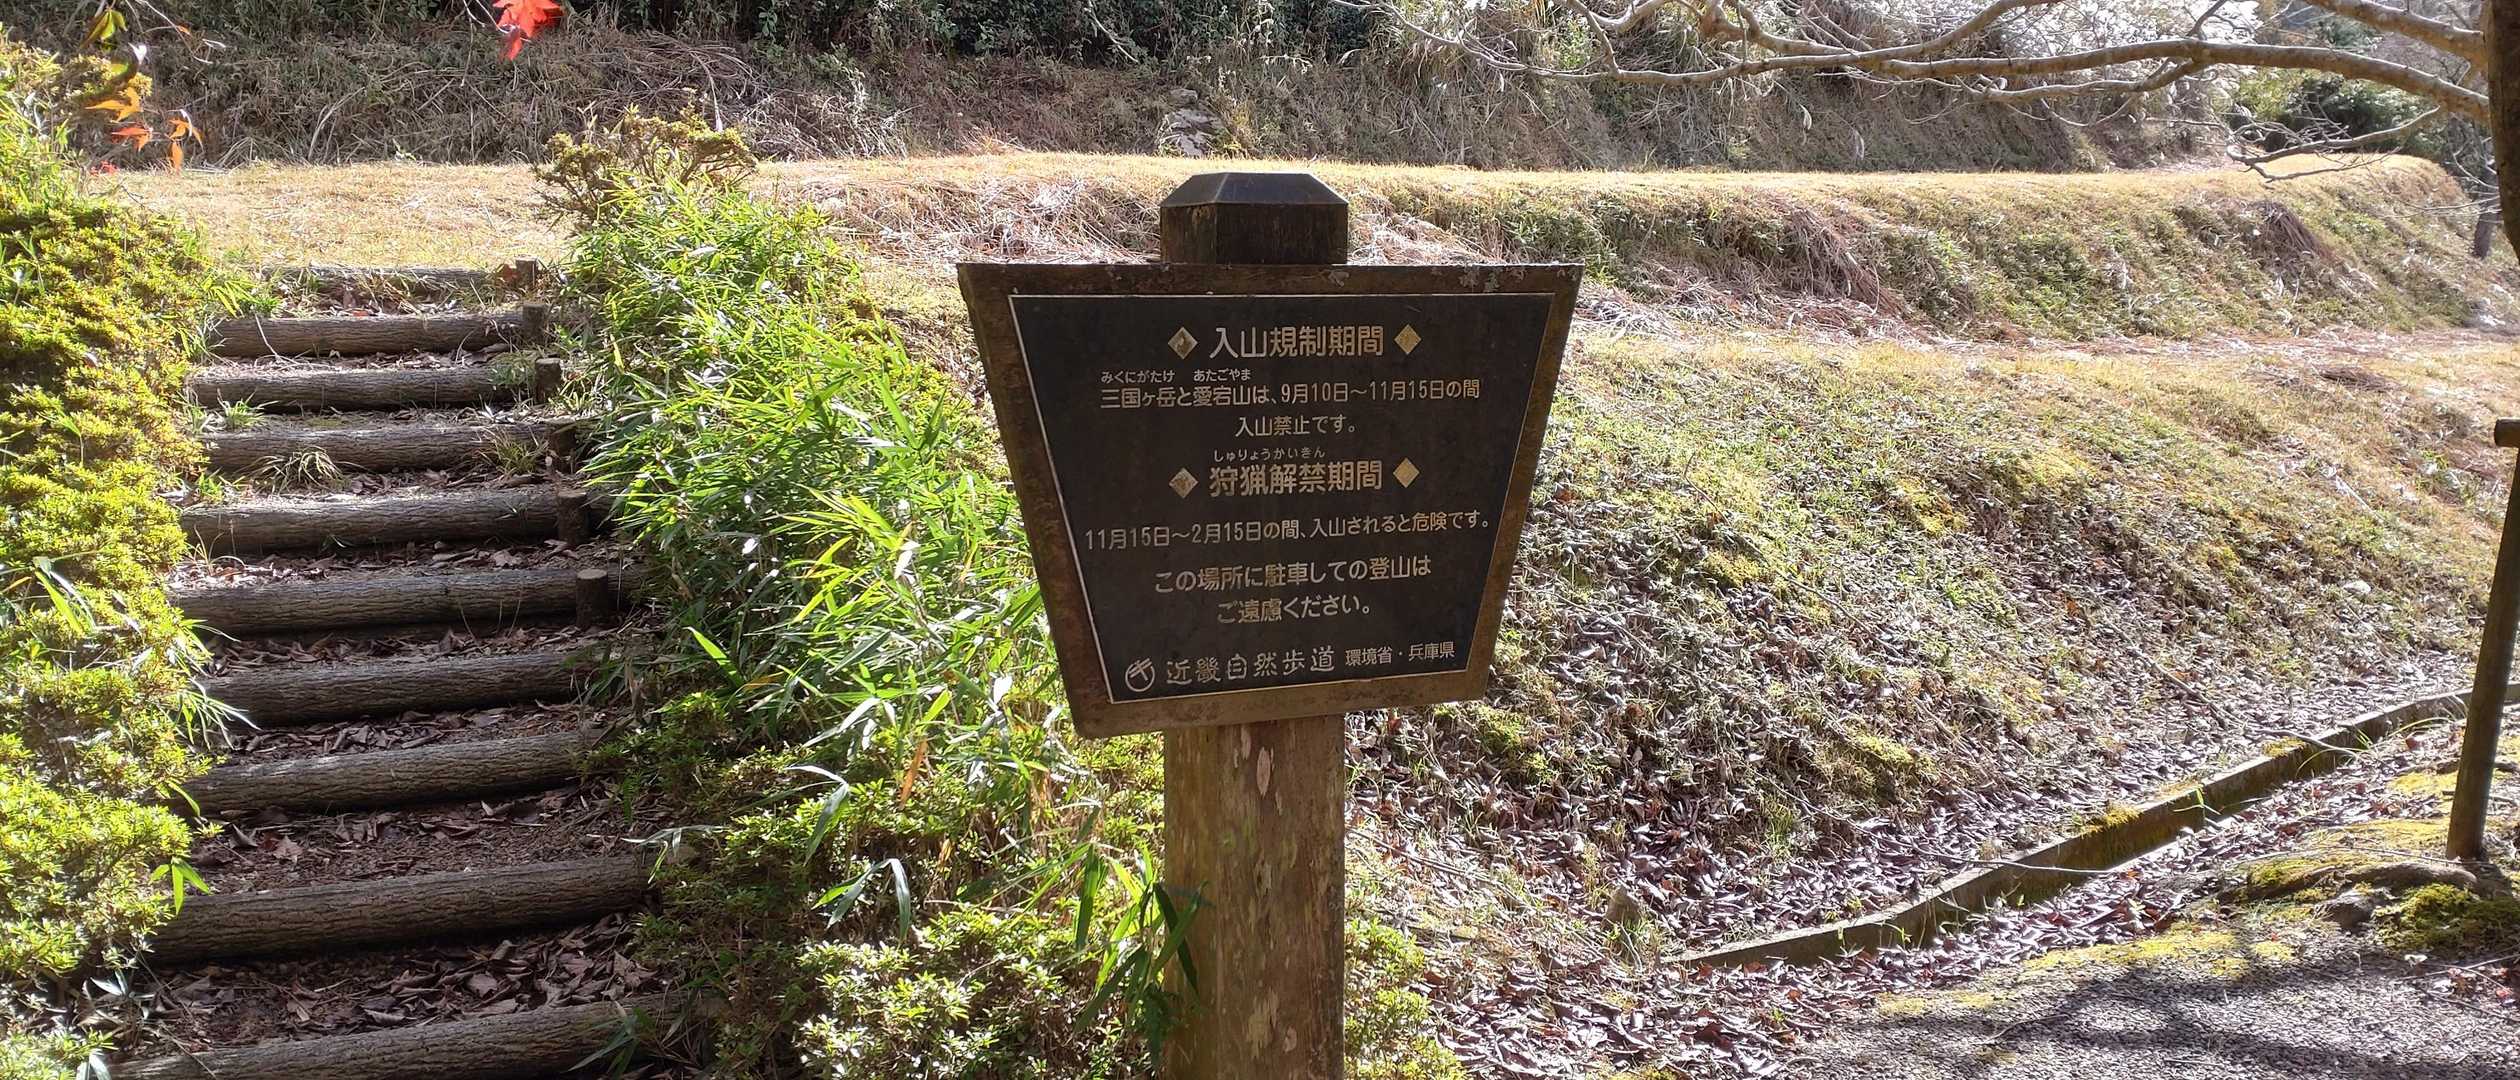 ◆ 入山規制期間 ◆
みくにがたけ あたごやま
三国ヶ岳と愛宕山は、9月10日～11月15日の間
入山禁止です。
しゅりょうかいきん
◆ 狩猟解禁期間 ◆
11月15日～2月15日の間、入山されると危険です。
この場所に駐車しての登山は
ご遠慮ください。
近畿自然歩道 環境省・兵庫県